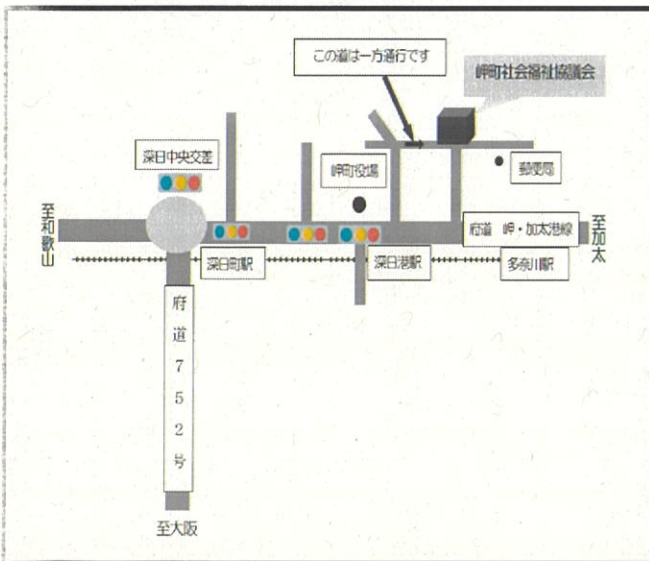 この道は一方通行です
岬町社会福祉協議会
深日中央交差
岬町役場
郵便局
至和歌山
府道　岬・加太港線
至加太
深日町駅
深日港駅
多奈川駅
府道752号
至大阪